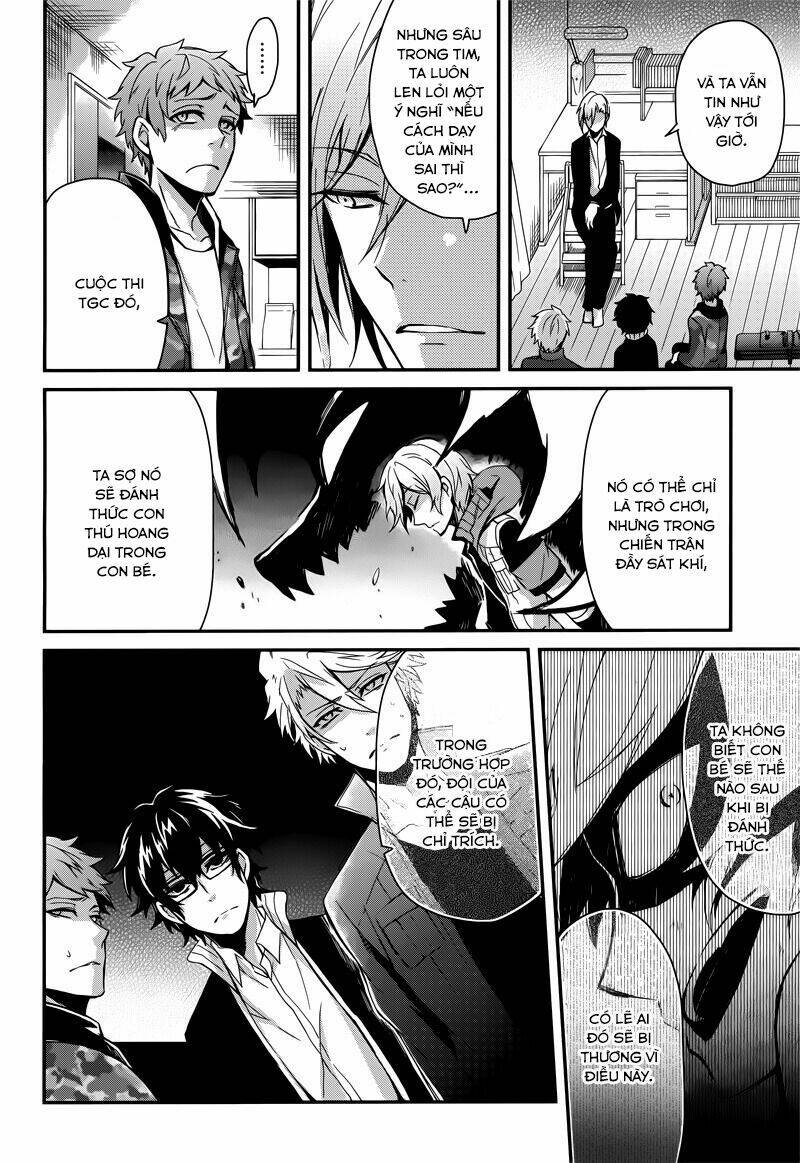 VÀ TA VẪN
TIN NHƯ
VẬY TỚI
GIỜ.
NHƯNG SÂU
TRONG TIM,
TA LUÔN
LEN LỎI MỘT
Ý NGHĨ "NẾU
CÁCH DẠY
CỦA MÌNH
SAI THÌ
SAO?"...
......
CUỘC THI
TGC ĐÓ,
NÓ CÓ THỂ CHỈ
LÀ TRÒ CHƠI,
NHƯNG TRONG
CHIẾN TRẬN
ĐẦY SÁT KHÍ,
TA SỢ NÓ
SẼ ĐÁNH
THỨC CON
THÚ HOANG
DẠI TRONG
CON BÉ.
TA KHÔNG
BIẾT CON
BÉ SẼ THẾ
NÀO SAU
KHI BỊ
ĐÁNH
THỨC.
CÓ LẼ AI
ĐÓ SẼ BỊ
THƯƠNG VÌ
ĐIỀU NÀY.
TRONG
TRƯỜNG HỢP
ĐÓ, ĐỘI CỦA
CÁC CẬU CÓ
THỂ SẼ BỊ
CHỈ TRÍCH.